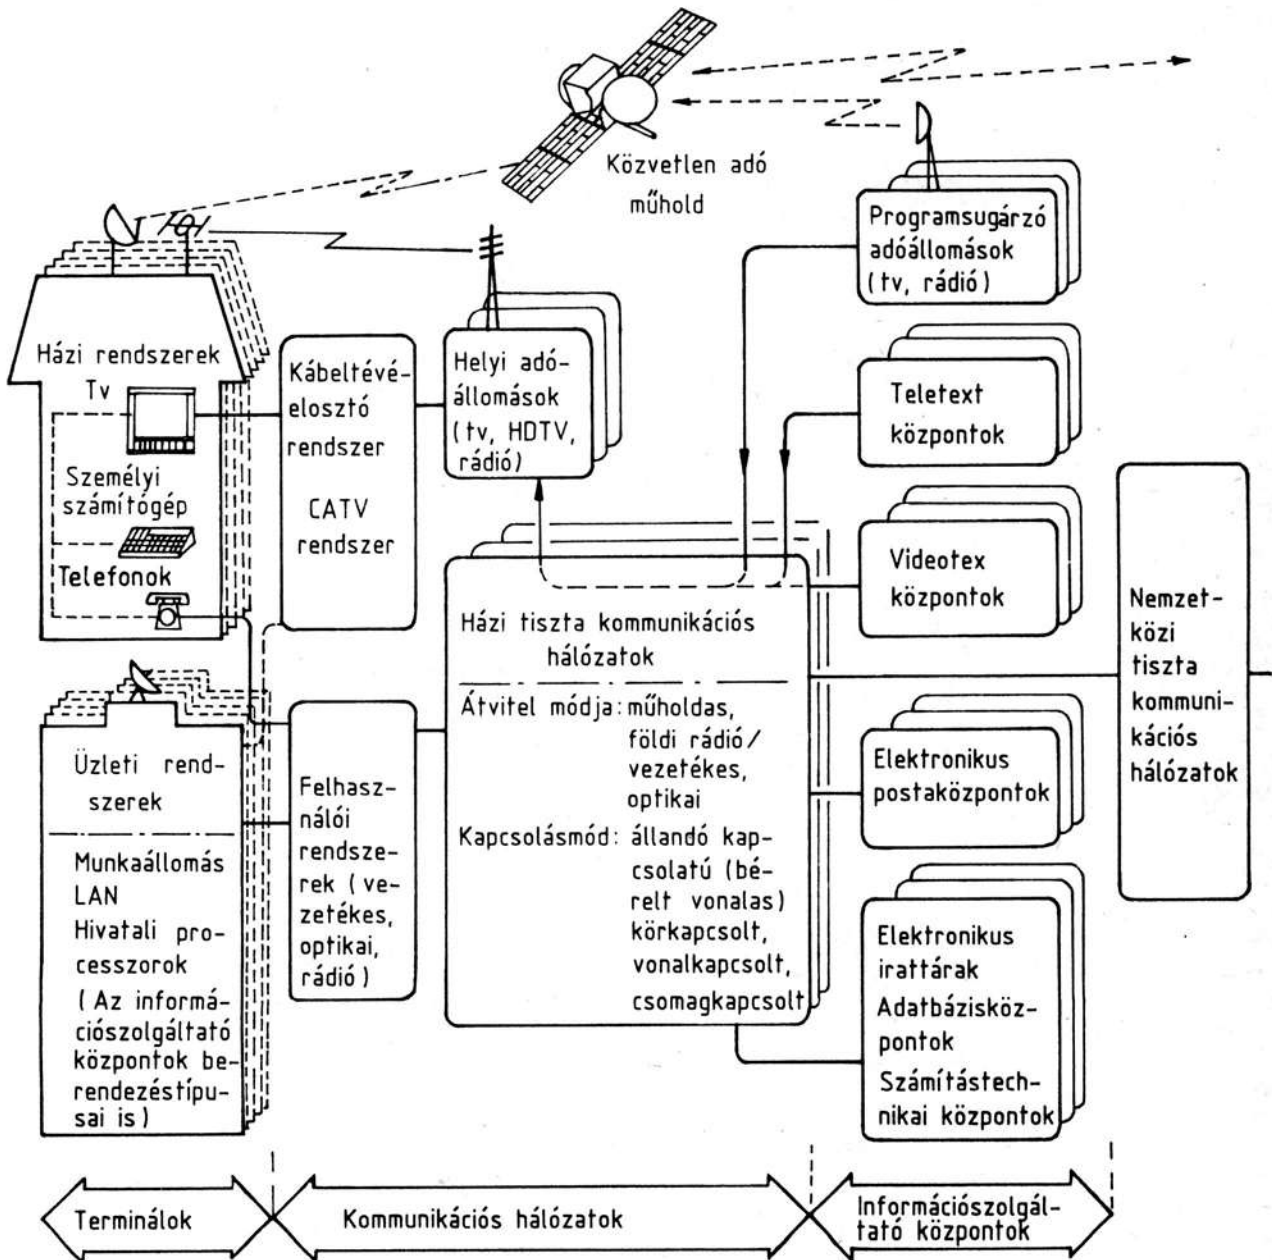 Közvetlen adó
műhold
Programsugárzó
adóállomások
(tv, rádió)
Házi rendszerek
Tv
Személyi
számítógép
Telefonok
Kábeltévé-
elosztó
rendszer
CATV
rendszer
Helyi adó-
állomások
(tv, HDTV,
rádió)
Teletext
központok
Videotex
központok
Nemzet-
közi
tiszta
kommuni-
kációs
hálózatok
Házi tiszta kommunikációs
hálózatok
Átvitel módja: műholdas,
földi rádió/
vezetékes,
optikai
Kapcsolásmód: állandó kap-
csolatú (bé-
relt vonalas)
körkapcsolt,
vonalkapcsolt,
csomagkapcsolt
Üzleti rend-
szerek
Munkaállomás
LAN
Hivatali pro-
cesszorok
(Az informá-
ciószolgáltató
központok be-
rendezéstípu-
sai is)
Felhasz-
nálói
rendsze-
rek (ve-
zetékes,
optikai,
rádió)
Elektronikus
postaközpontok
Elektronikus
irattárak
Adatbázisköz-
pontok
Számítástech-
nikai központok
Terminálok
Kommunikációs hálózatok
Információszolgál-
tató központok